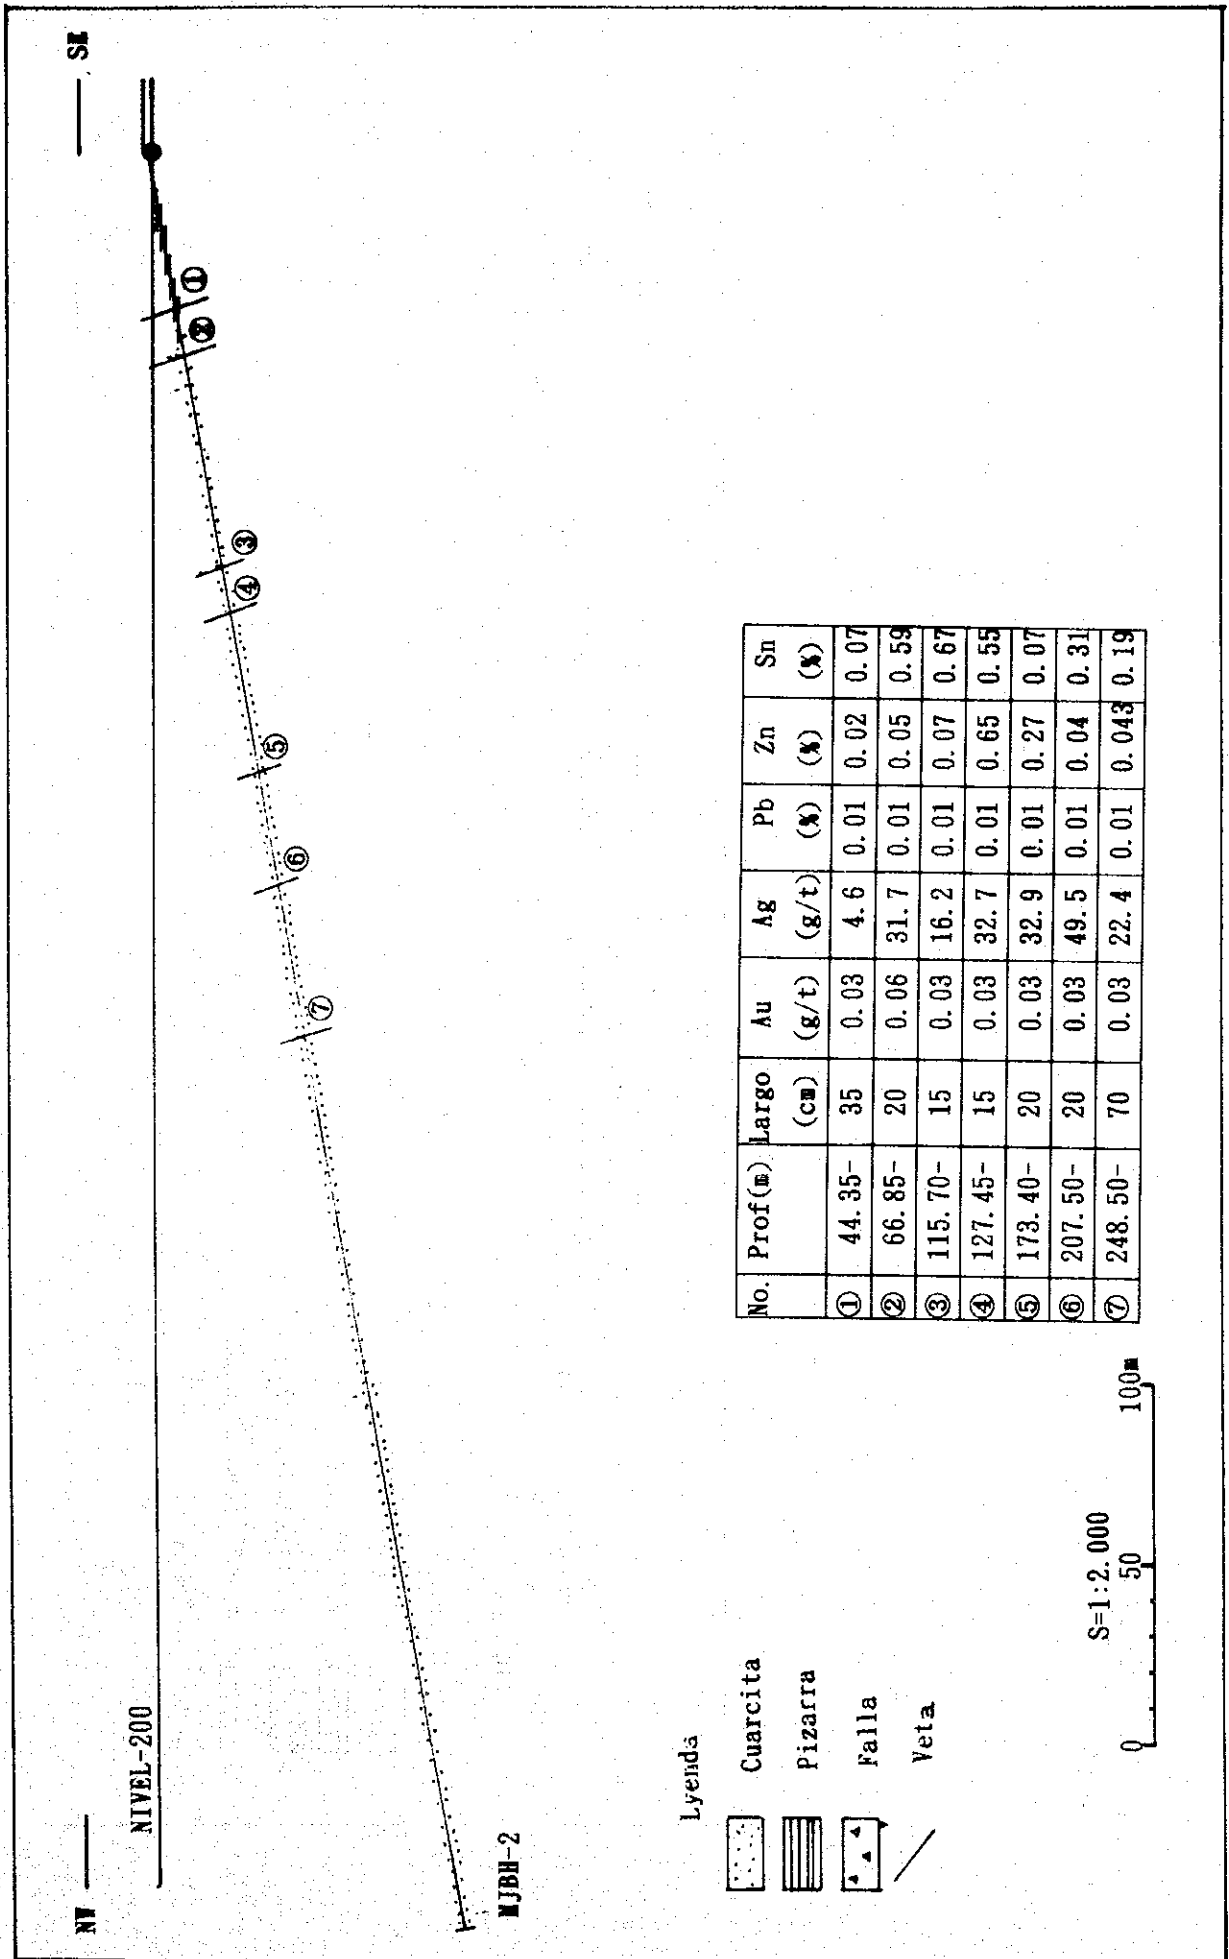 NW
SE
NIVEL-200
① ② ③ ④ ⑤ ⑥ ⑦
MJBH-2
Lyenda
Cuarcita
Pizarra
Falla
Veta
S=1:2.000
0 50 100m
No. Prof(m) Largo (cm) Au (g/t) Ag (g/t) Pb (%) Zn (%) Sn (%)
① 44.35- 35 0.03 4.6 0.01 0.02 0.07
② 66.85- 20 0.06 31.7 0.01 0.05 0.59
③ 115.70- 15 0.03 16.2 0.01 0.07 0.67
④ 127.45- 15 0.03 32.7 0.01 0.65 0.55
⑤ 173.40- 20 0.03 32.9 0.01 0.27 0.07
⑥ 207.50- 20 0.03 49.5 0.01 0.04 0.31
⑦ 248.50- 70 0.03 22.4 0.01 0.043 0.19